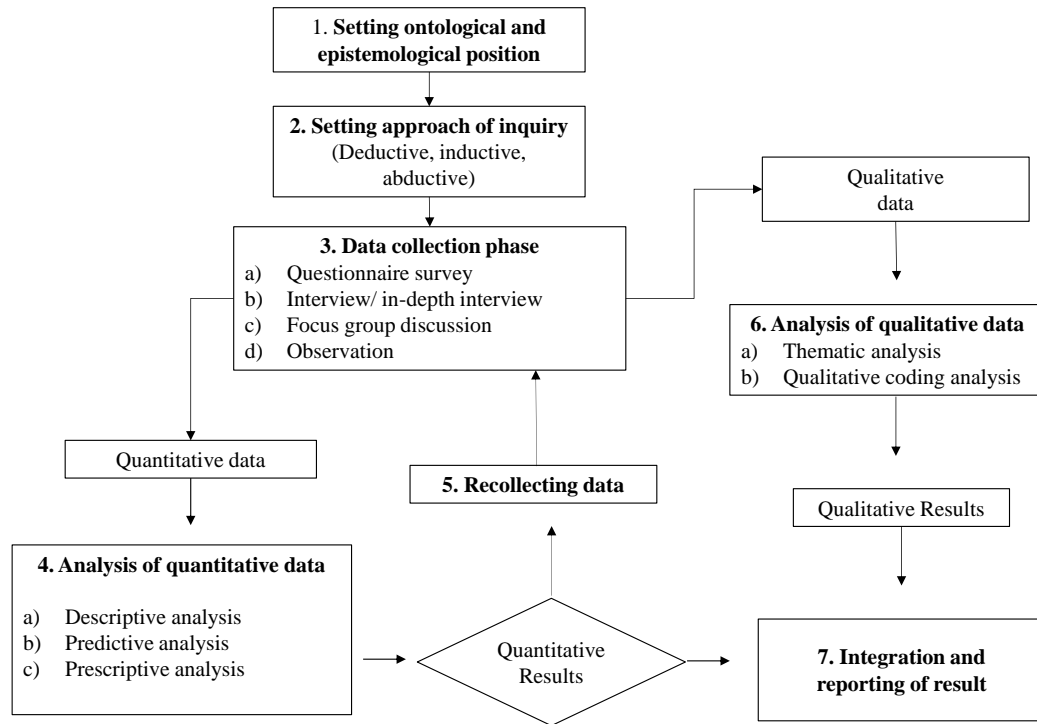 1. Setting ontological and
epistemological position
2. Setting approach of inquiry
(Deductive, inductive,
abductive)
3. Data collection phase
a) Questionnaire survey
b) Interview/ in-depth interview
c) Focus group discussion
d) Observation
Qualitative
data
6. Analysis of qualitative data
a) Thematic analysis
b) Qualitative coding analysis
Quantitative data
5. Recollecting data
Qualitative Results
4. Analysis of quantitative data
a) Descriptive analysis
b) Predictive analysis
c) Prescriptive analysis
Quantitative
Results
7. Integration and
reporting of result